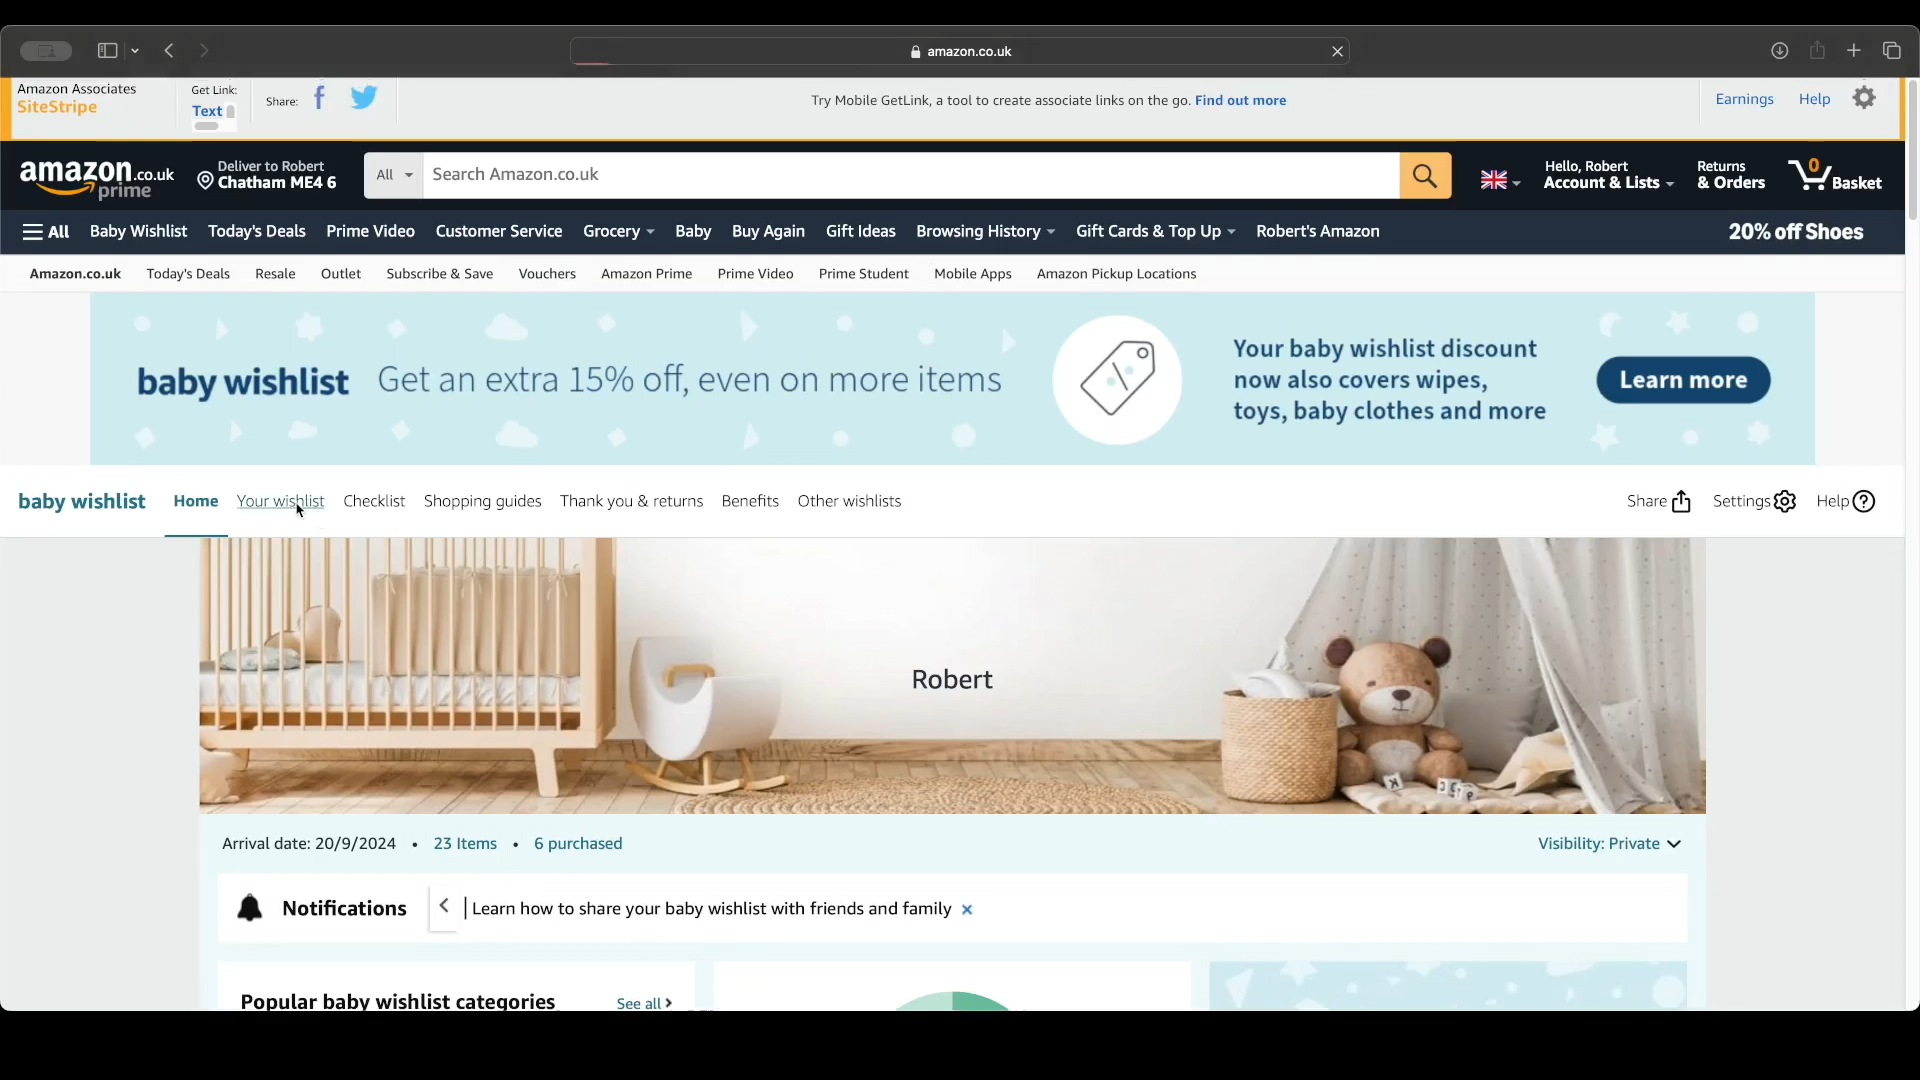 amazon.co.uk
Amazon Associates
SiteStripe
Get Link:
Text
Share:
Try Mobile GetLink, a tool to create associate links on the go. Find out more
Earnings
Help
amazon.co.uk
prime
Deliver to Robert
Chatham ME4 6
All
Search Amazon.co.uk
Hello, Robert
Account & Lists
Returns
& Orders
0
Basket
All
Baby Wishlist
Today's Deals
Prime Video
Customer Service
Grocery
Baby
Buy Again
Gift Ideas
Browsing History
Gift Cards & Top Up
Robert's Amazon
20% off Shoes
Amazon.co.uk
Today's Deals
Resale
Outlet
Subscribe & Save
Vouchers
Amazon Prime
Prime Video
Prime Student
Mobile Apps
Amazon Pickup Locations
baby wishlist
Get an extra 15% off, even on more items
Your baby wishlist discount
now also covers wipes,
toys, baby clothes and more
Learn more
baby wishlist
Home
Your wishlist
Checklist
Shopping guides
Thank you & returns
Benefits
Other wishlists
Share
Settings
Help
Robert
Arrival date: 20/9/2024 • 23 Items • 6 purchased
Visibility: Private
Notifications
Learn how to share your baby wishlist with friends and family
Popular baby wishlist categories
See all